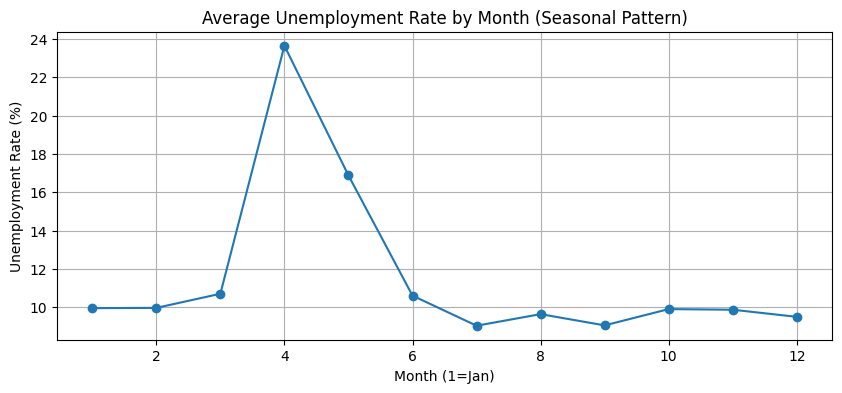 Average Unemployment Rate by Month (Seasonal Pattern)
Unemployment Rate (%)
24
22
20
18
16
14
12
10
2 4 6 8 10 12
Month (1=Jan)